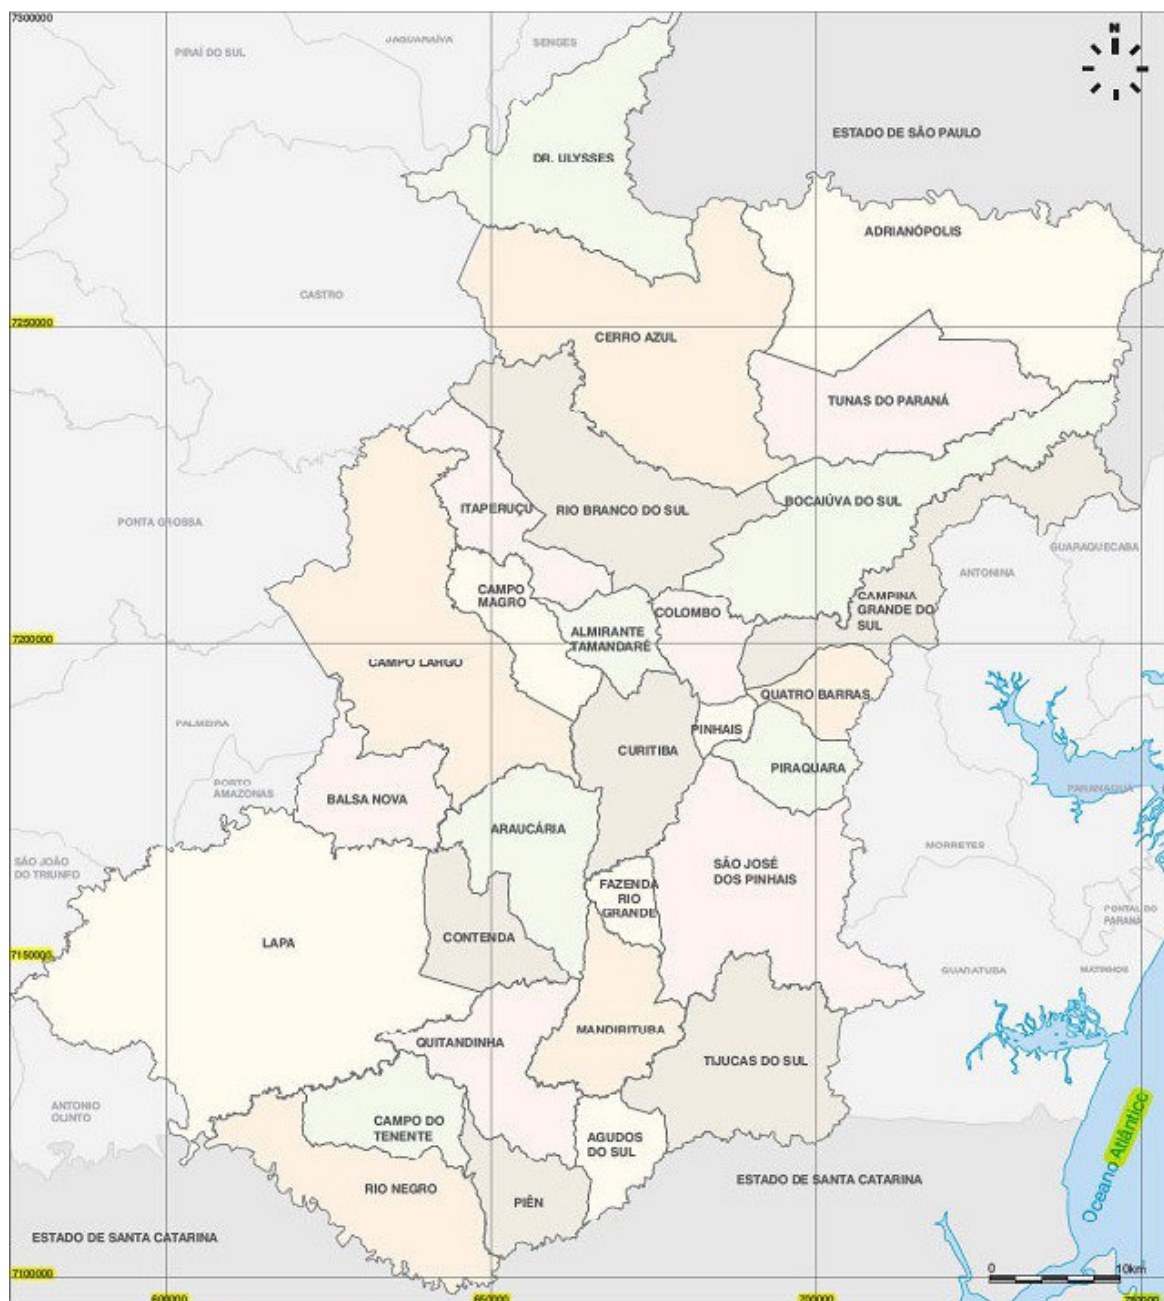 7300000
JAGUARAÍVA
SENGES
PIRAÍ DO SUL
N
ESTADO DE SÃO PAULO
DR. ULYSSES
ADRIANÓPOLIS
CASTRO
7250000
CERRO AZUL
TUNAS DO PARANÁ
BOCAIÚVA DO SUL
ITAPERUÇU
RIO BRANCO DO SUL
PONTA GROSSA
GUARAQUEÇABA
ANTONINA
CAMPO
MAGRO
CAMPINA
GRANDE DO
SUL
COLOMBO
ALMIRANTE
TAMANDARÉ
7200000
CAMPO LARGO
QUATRO BARRAS
PALMEIRA
PINHAIS
CURITIBA
PIRAQUARA
PORTO
AMAZONAS
PARANAGUÁ
BALSA NOVA
ARAUCÁRIA
MORRETES
SÃO JOÃO
DO TRIUNFO
SÃO JOSÉ
DOS PINHAIS
FAZENDA
RIO
GRANDE
PONTAL DO
PARANÁ
CONTENDA
LAPA
7150000
GUARATUBA
MATINHOS
MANDIRITUBA
QUITANDINHA
TIJUCAS DO SUL
ANTONIO
OLINTO
CAMPO DO
TENENTE
AGUDOS
DO SUL
Oceano Atlântico
ESTADO DE SANTA CATARINA
RIO NEGRO
PIÊN
ESTADO DE SANTA CATARINA
7100000
0 10km
600000 650000 700000 750000